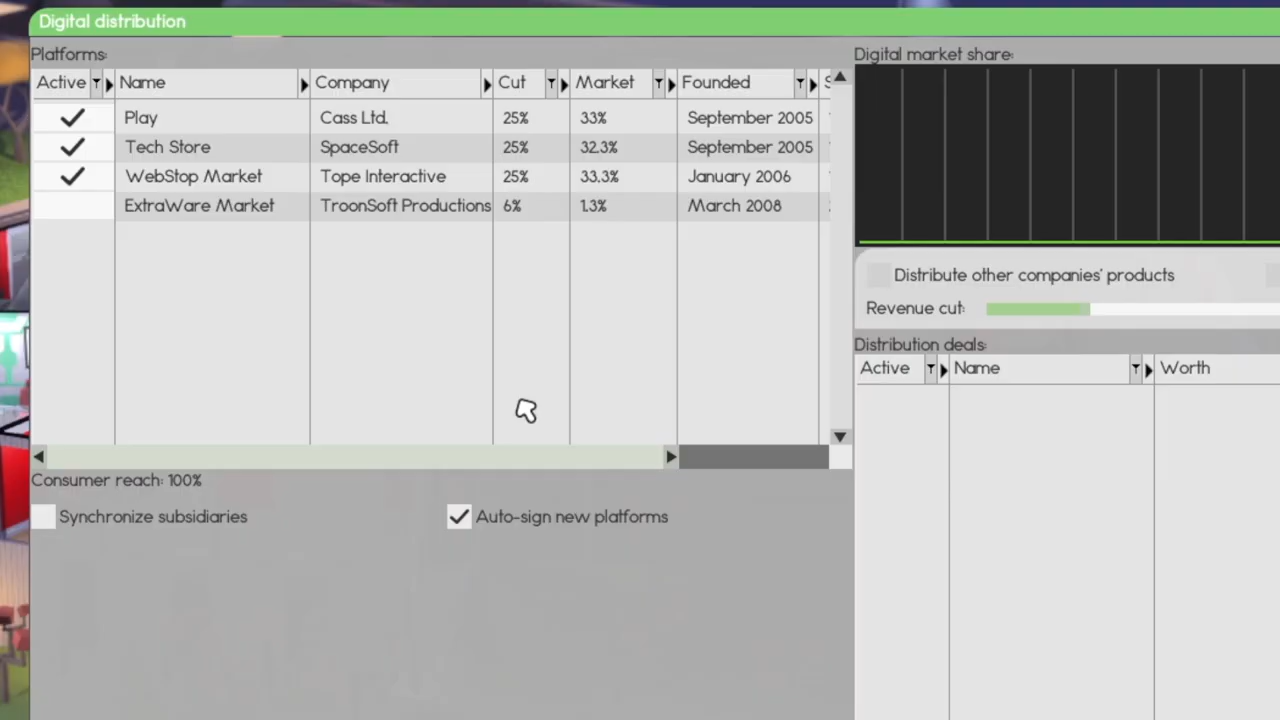 Digital distribution
Platforms:
Active Name Company Cut Market Founded
Play Cass Ltd. 25% 33% September 2005
Tech Store SpaceSoft 25% 32.3% September 2005
WebStop Market Tope Interactive 25% 33.3% January 2006
ExtraWare Market TroonSoft Productions 6% 1.3% March 2008
Consumer reach: 100%
Synchronize subsidiaries Auto-sign new platforms
Digital market share:
Distribute other companies' products
Revenue cut:
Distribution deals:
Active Name Worth